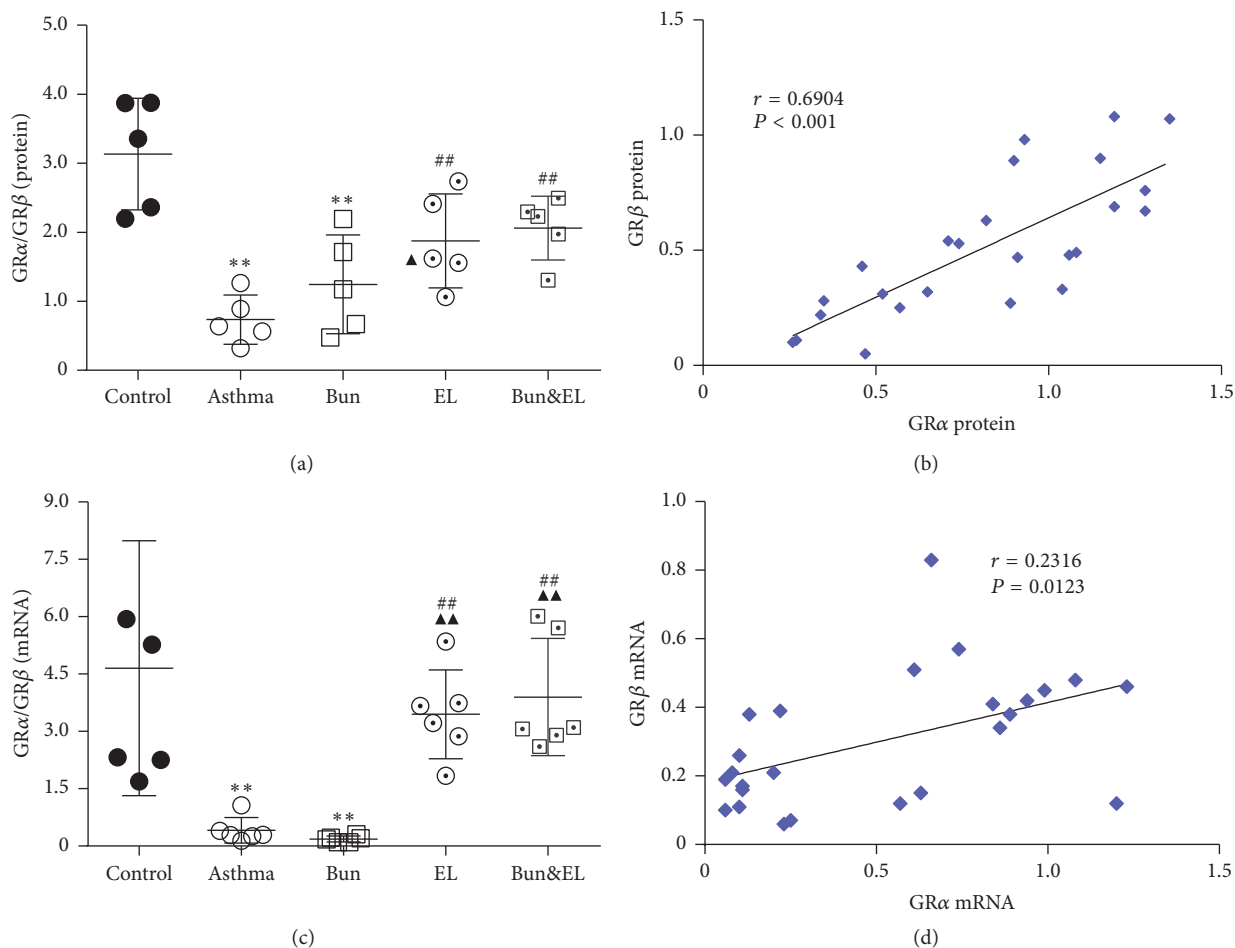 5.0
4.0
3.0
2.0
1.0
0
GRα/GRβ (protein)
**
**
##
▲
##
Control Asthma Bun EL Bun&EL
(a)
1.5
1.0
0.5
0
GRβ protein
r = 0.6904
P < 0.001
0 0.5 1.0 1.5
GRα protein
(b)
9.0
7.5
6.0
4.5
3.0
1.5
0
GRα/GRβ (mRNA)
**
**
##
▲▲
##
▲▲
Control Asthma Bun EL Bun&EL
(c)
1.0
0.8
0.6
0.4
0.2
0
GRβ mRNA
r = 0.2316
P = 0.0123
0 0.5 1.0 1.5
GRα mRNA
(d)